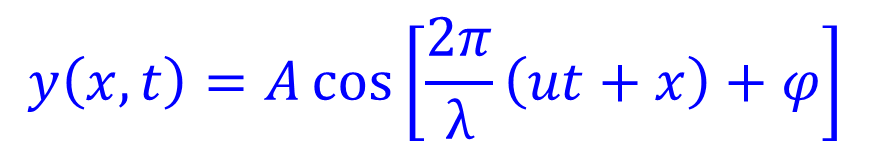 y(x, t) = A cos [2π/λ (ut + x) + φ]